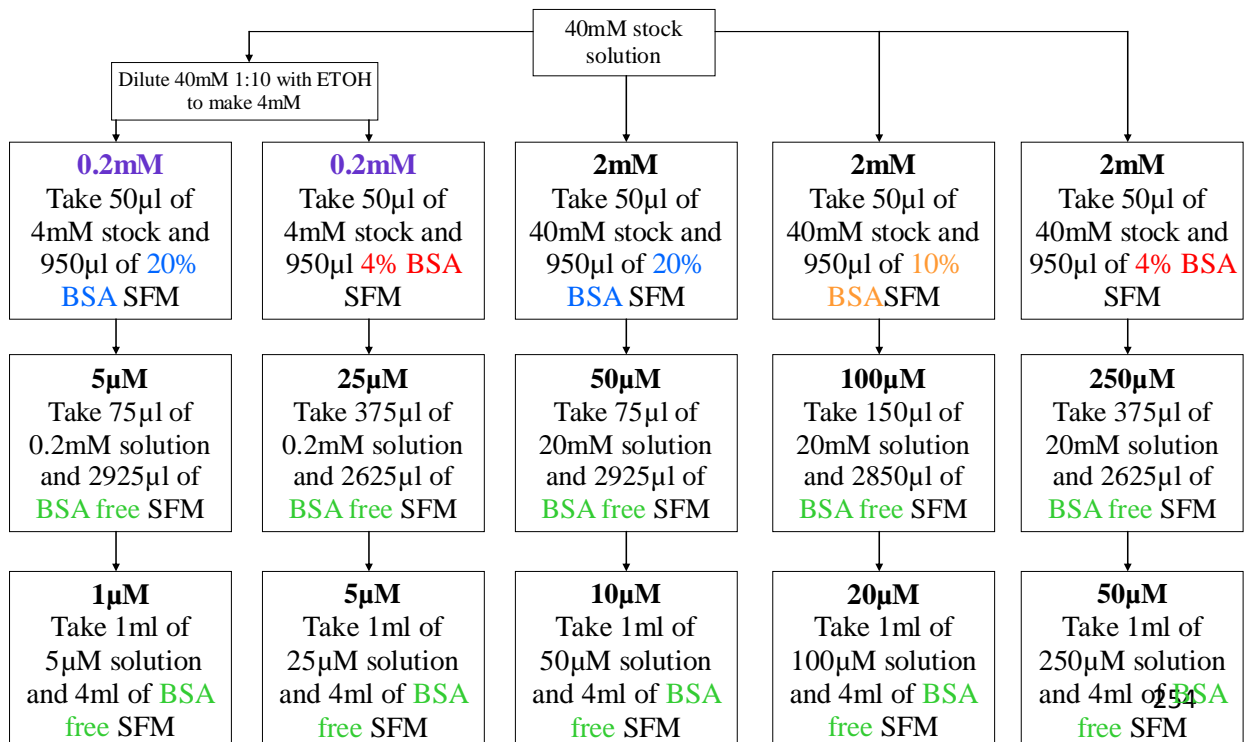 40mM stock
solution
Dilute 40mM 1:10 with ETOH
to make 4mM
0.2mM
Take 50µl of
4mM stock and
950µl of 20%
BSA SFM
0.2mM
Take 50µl of
4mM stock and
950µl 4% BSA
SFM
2mM
Take 50µl of
40mM stock and
950µl of 20%
BSA SFM
2mM
Take 50µl of
40mM stock and
950µl of 10%
BSASFM
2mM
Take 50µl of
40mM stock and
950µl of 4% BSA
SFM
5µM
Take 75µl of
0.2mM solution
and 2925µl of
BSA free SFM
25µM
Take 375µl of
0.2mM solution
and 2625µl of
BSA free SFM
50µM
Take 75µl of
20mM solution
and 2925µl of
BSA free SFM
100µM
Take 150µl of
20mM solution
and 2850µl of
BSA free SFM
250µM
Take 375µl of
20mM solution
and 2625µl of
BSA free SFM
1µM
Take 1ml of
5µM solution
and 4ml of BSA
free SFM
5µM
Take 1ml of
25µM solution
and 4ml of BSA
free SFM
10µM
Take 1ml of
50µM solution
and 4ml of BSA
free SFM
20µM
Take 1ml of
100µM solution
and 4ml of BSA
free SFM
50µM
Take 1ml of
250µM solution
and 4ml of BSA
free SFM
254